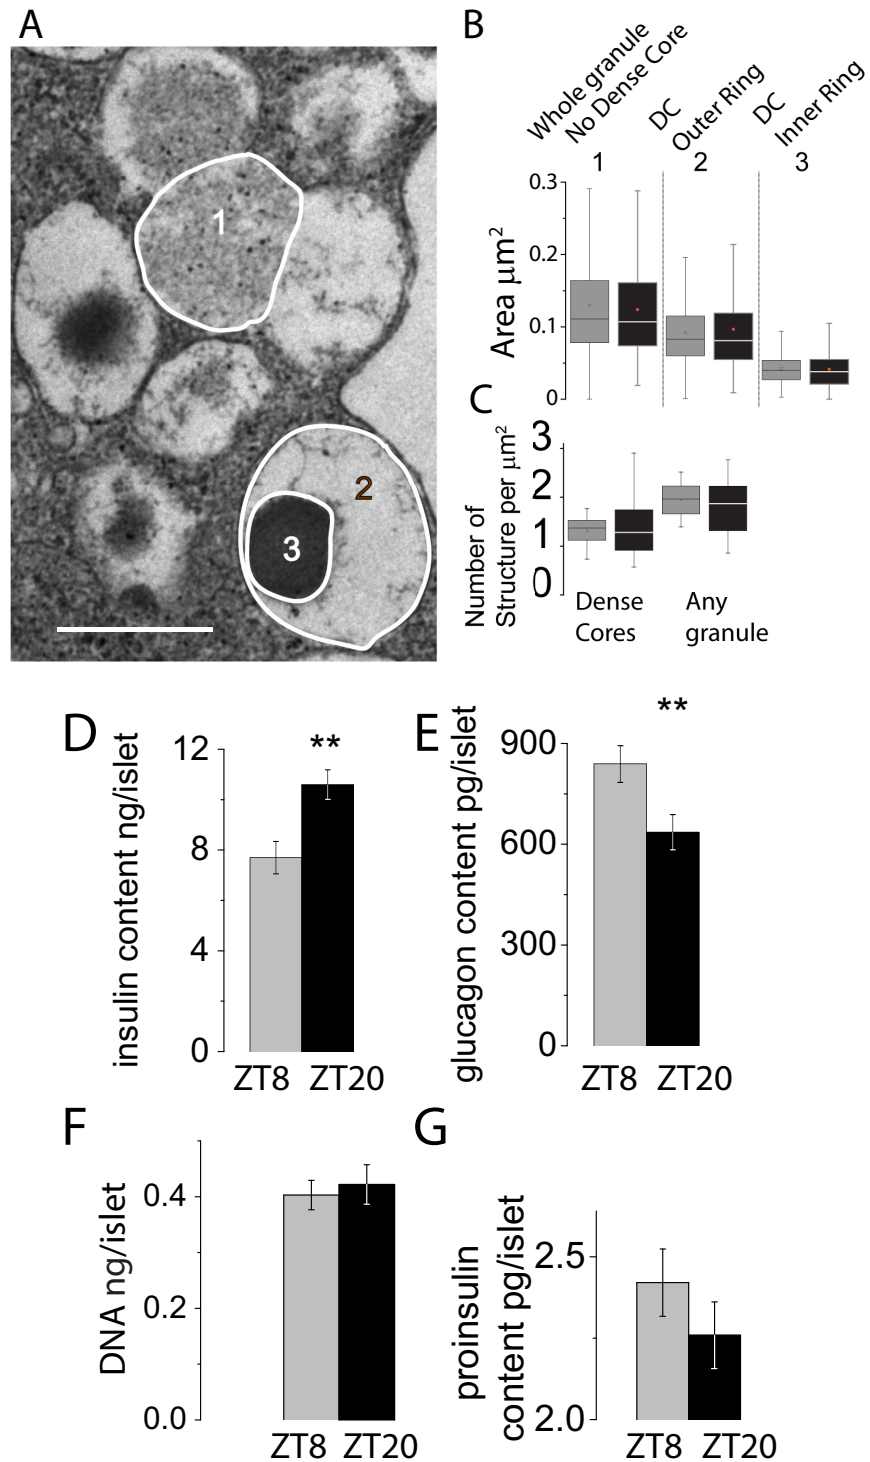 A
1
2
3
B
Whole granule
No Dense Core
DC
Outer Ring
DC
Inner Ring
1
2
3
Area μm²
0.3
0.2
0.1
0
C
Number of
Structure per μm²
3
2
1
0
Dense
Cores
Any
granule
D
insulin content ng/islet
12
8
4
0
**
ZT8
ZT20
E
glucagon content pg/islet
900
600
300
0
**
ZT8
ZT20
F
DNA ng/islet
0.4
0.2
0.0
ZT8
ZT20
G
proinsulin
content pg/islet
2.5
2.0
ZT8
ZT20